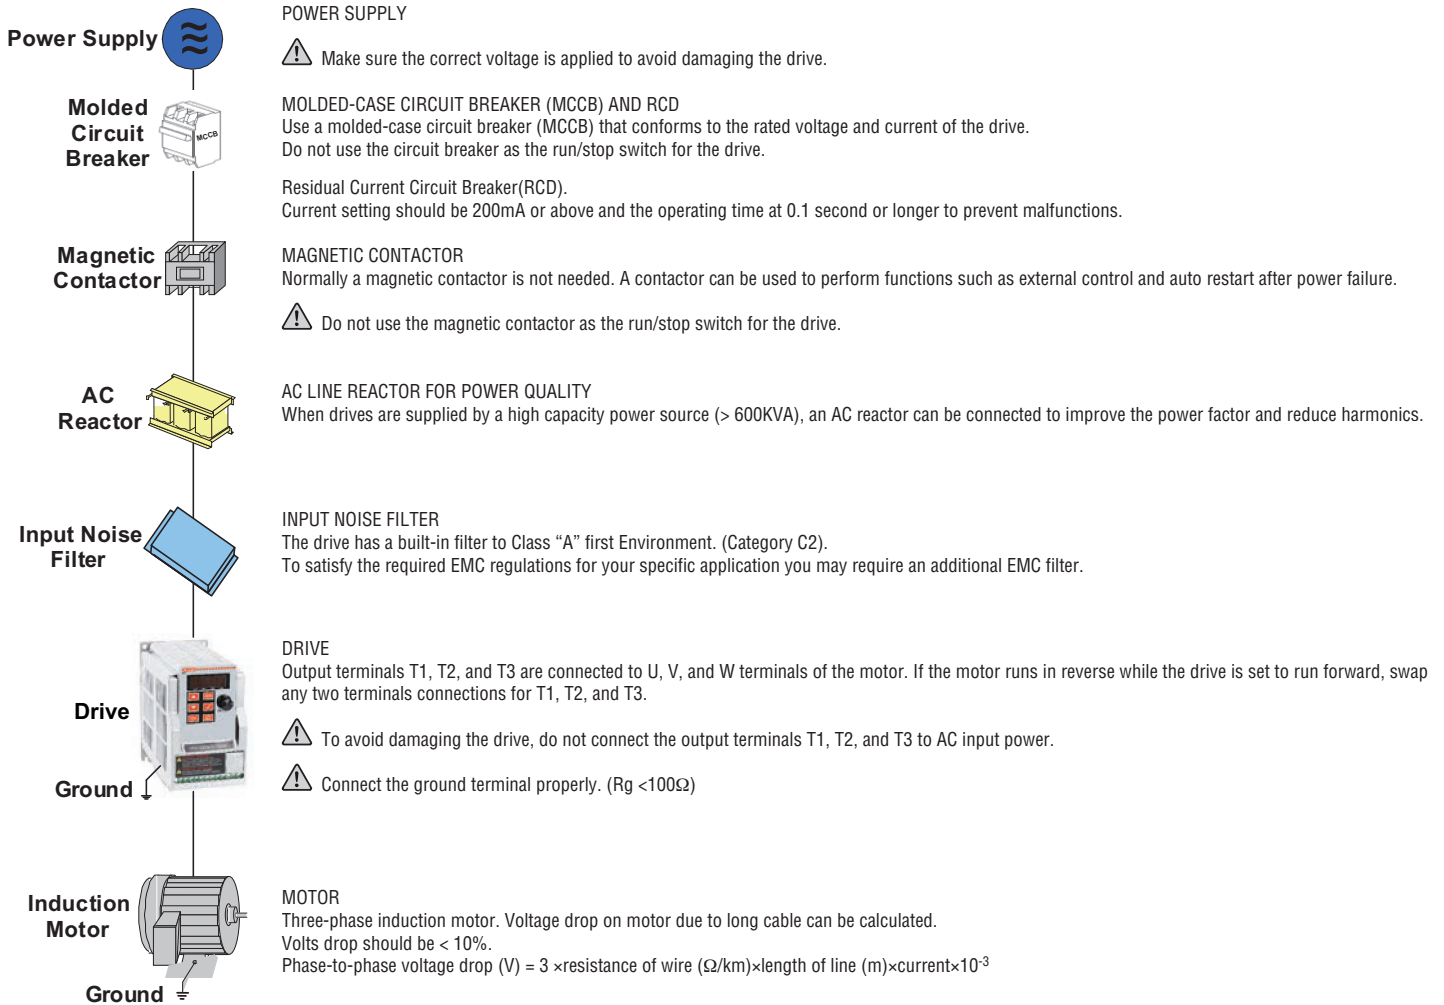 Power Supply
POWER SUPPLY
Make sure the correct voltage is applied to avoid damaging the drive.
Molded
Circuit
Breaker
MCCB
MOLDED-CASE CIRCUIT BREAKER (MCCB) AND RCD
Use a molded-case circuit breaker (MCCB) that conforms to the rated voltage and current of the drive.
Do not use the circuit breaker as the run/stop switch for the drive.
Residual Current Circuit Breaker(RCD).
Current setting should be 200mA or above and the operating time at 0.1 second or longer to prevent malfunctions.
Magnetic
Contactor
MAGNETIC CONTACTOR
Normally a magnetic contactor is not needed. A contactor can be used to perform functions such as external control and auto restart after power failure.
Do not use the magnetic contactor as the run/stop switch for the drive.
AC
Reactor
AC LINE REACTOR FOR POWER QUALITY
When drives are supplied by a high capacity power source (> 600KVA), an AC reactor can be connected to improve the power factor and reduce harmonics.
Input Noise
Filter
INPUT NOISE FILTER
The drive has a built-in filter to Class “A” first Environment. (Category C2).
To satisfy the required EMC regulations for your specific application you may require an additional EMC filter.
Drive
Ground
DRIVE
Output terminals T1, T2, and T3 are connected to U, V, and W terminals of the motor. If the motor runs in reverse while the drive is set to run forward, swap
any two terminals connections for T1, T2, and T3.
To avoid damaging the drive, do not connect the output terminals T1, T2, and T3 to AC input power.
Connect the ground terminal properly. (Rg <100Ω)
Induction
Motor
Ground
MOTOR
Three-phase induction motor. Voltage drop on motor due to long cable can be calculated.
Volts drop should be < 10%.
Phase-to-phase voltage drop (V) = 3 ×resistance of wire (Ω/km)×length of line (m)×current×10⁻³